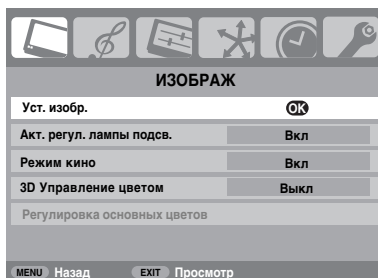 ИЗОБРАЖ
Уст. изобр. OK
Акт. регул. лампы подсв. Вкл
Режим кино Вкл
3D Управление цветом Выкл
Регулировка основных цветов
MENU Назад EXIT Просмотр